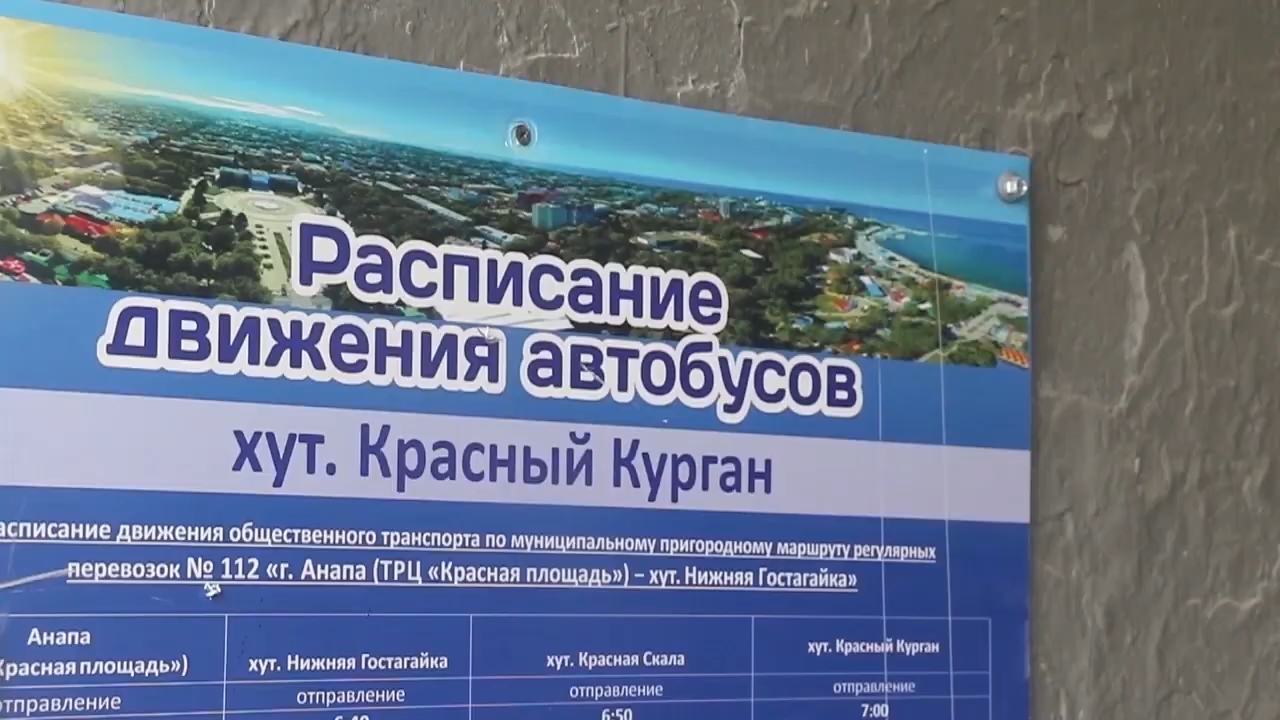 Расписание
движения автобусов
хут. Красный Курган
асписание движения общественного транспорта по муниципальному пригородному маршруту регулярных
перевозок № 112 «г. Анапа (ТРЦ «Красная площадь») – хут. Нижняя Гостагайка»
Анапа
Красная площадь»)
хут. Нижняя Гостагайка
хут. Красная Скала
хут. Красный Курган
отправление
отправление
отправление
отправление
6:50
7:00